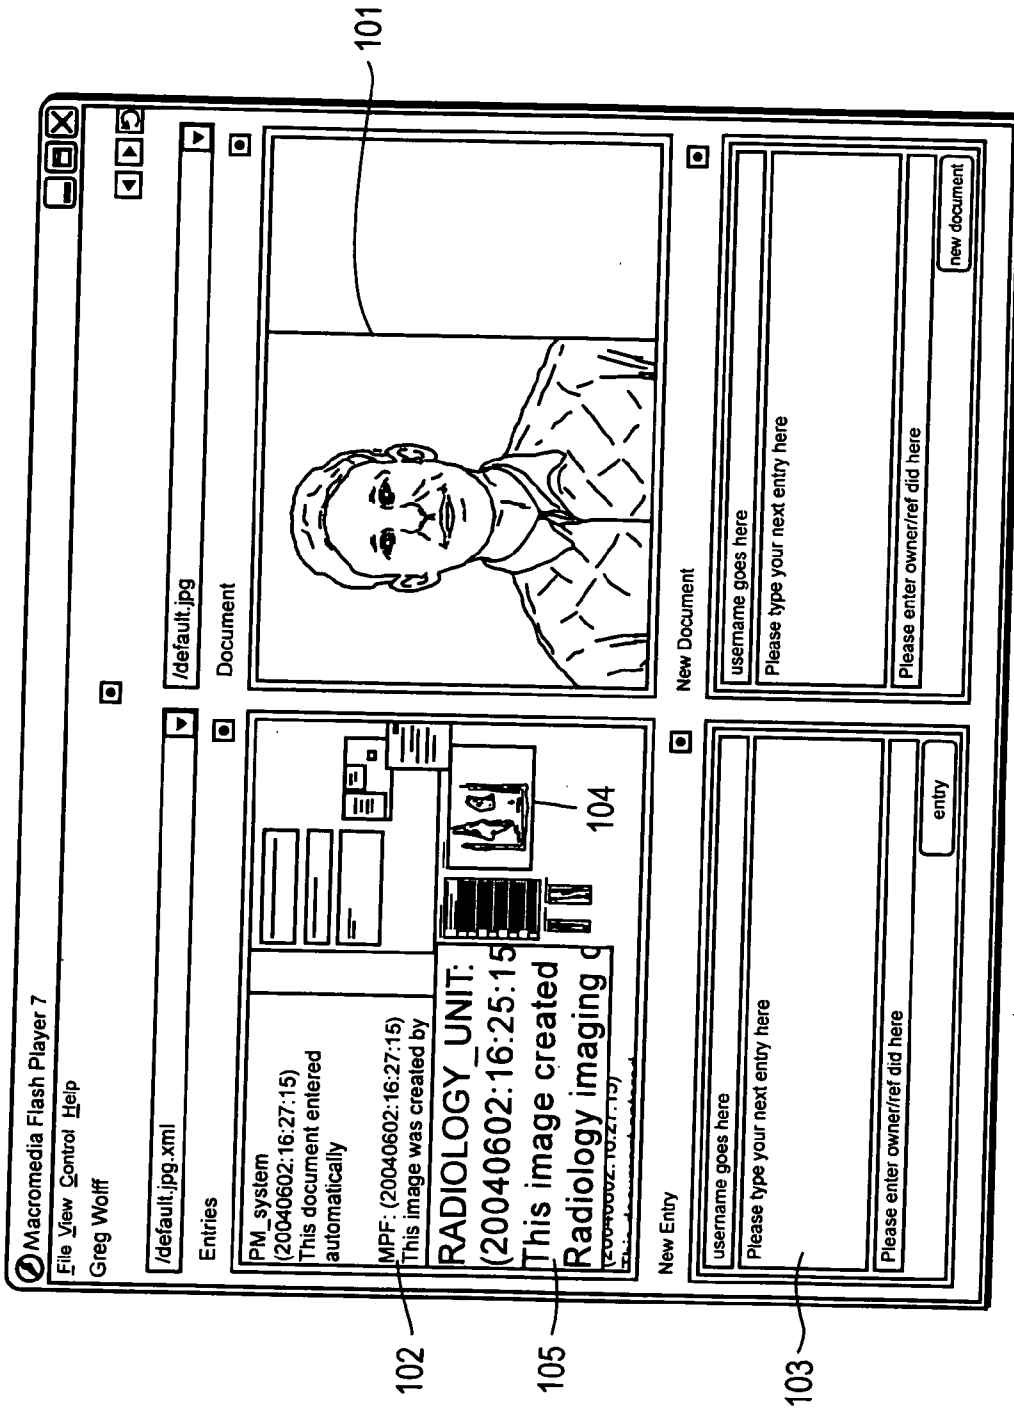 Macromedia Flash Player 7
File View Control Help
Greg Wolff
/default.jpg.xml
/default.jpg
Entries
Document
PM_system
(20040602:16:27:15)
This document entered
automatically
MPF: (20040602:16:27:15)
This image was created by
RADIOLOGY_UNIT:
(20040602:16:25:15
This image created
Radiology imaging
(20040602:16:27:15)
New Entry
New Document
username goes here
Please type your next entry here
Please enter owner/ref did here
entry
username goes here
Please type your next entry here
Please enter owner/ref did here
new document
101
102
103
104
105